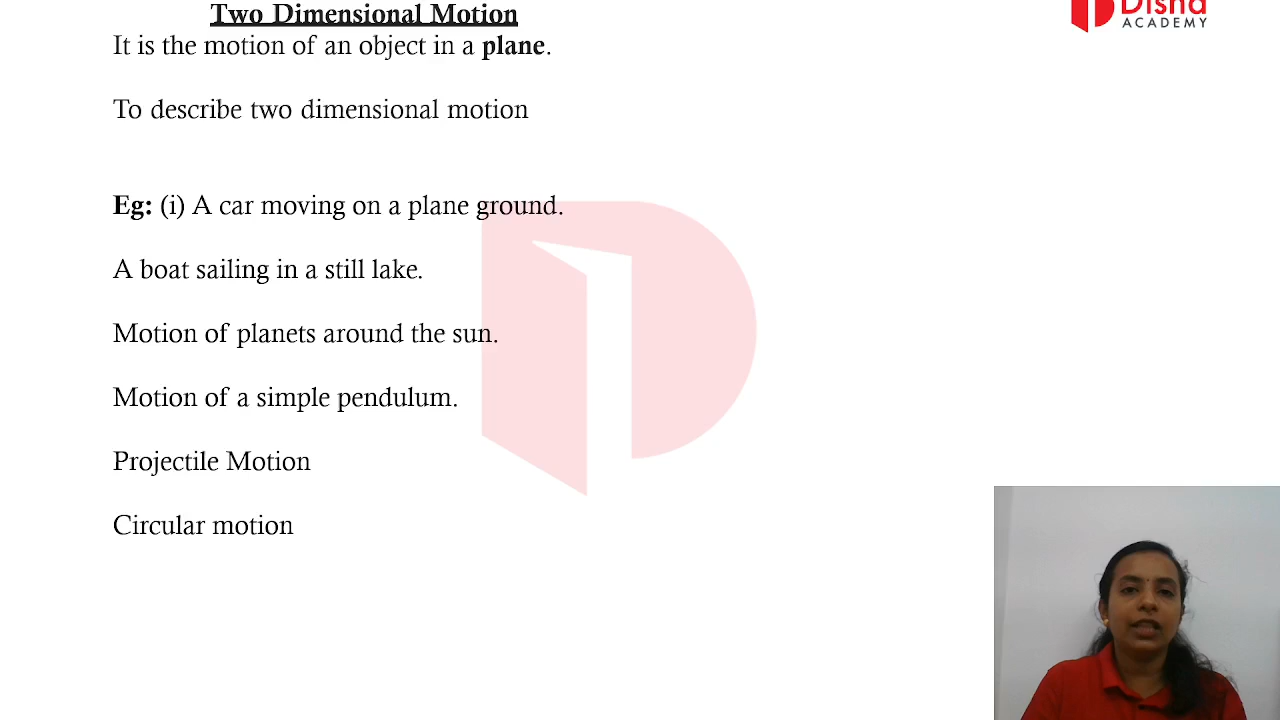 Two Dimensional Motion
Disha
ACADEMY
It is the motion of an object in a plane.
To describe two dimensional motion
Eg: (i) A car moving on a plane ground.
A boat sailing in a still lake.
Motion of planets around the sun.
Motion of a simple pendulum.
Projectile Motion
Circular motion